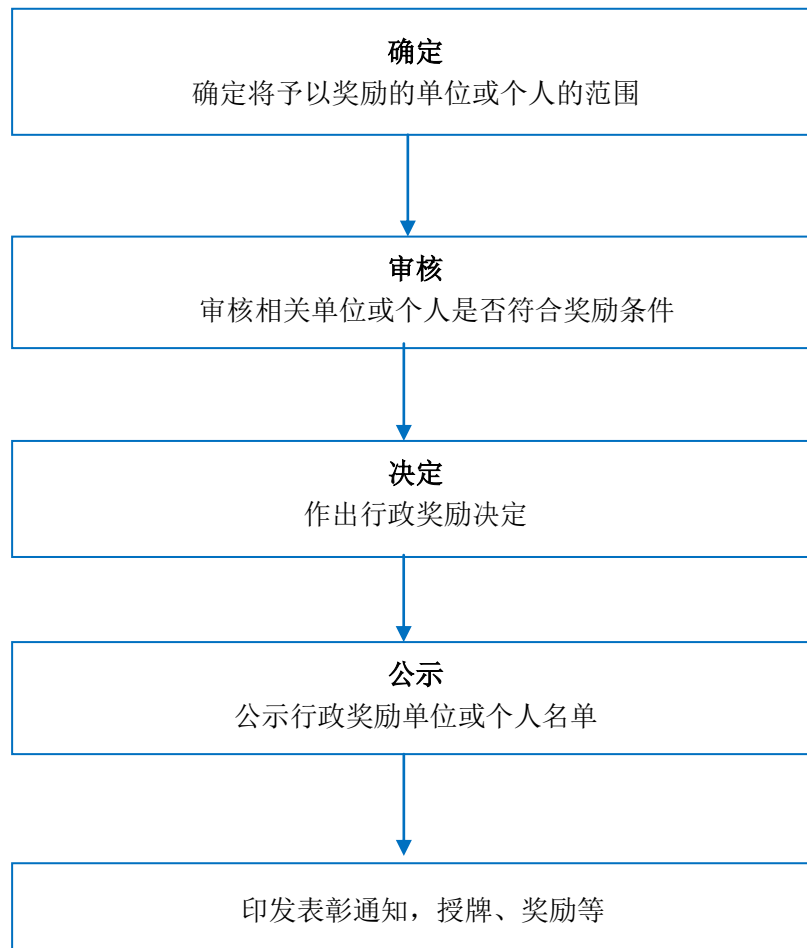 确定
确定将予以奖励的单位或个人的范围
审核
审核相关单位或个人是否符合奖励条件
决定
作出行政奖励决定
公示
公示行政奖励单位或个人名单
印发表彰通知，授牌、奖励等